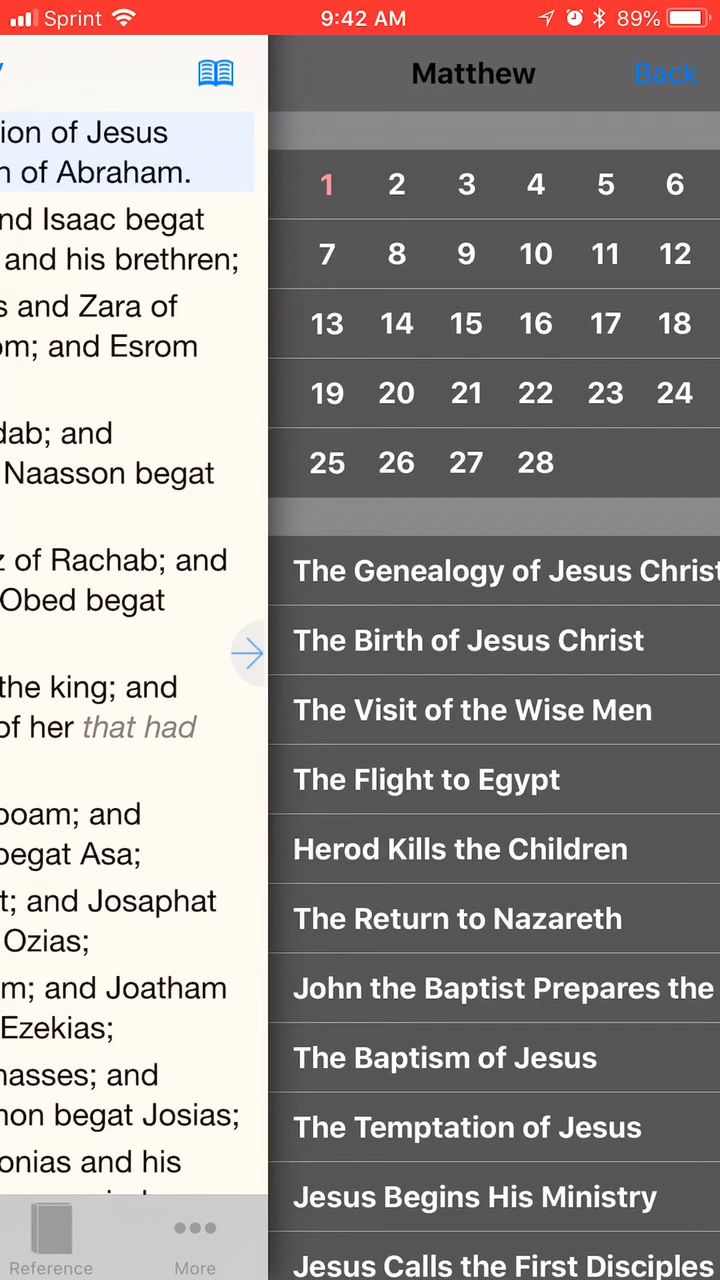 Sprint 9:42 AM 89%
Matthew Back
1 2 3 4 5 6
7 8 9 10 11 12
13 14 15 16 17 18
19 20 21 22 23 24
25 26 27 28
The Genealogy of Jesus Christ
The Birth of Jesus Christ
The Visit of the Wise Men
The Flight to Egypt
Herod Kills the Children
The Return to Nazareth
John the Baptist Prepares the
The Baptism of Jesus
The Temptation of Jesus
Jesus Begins His Ministry
Jesus Calls the First Disciples
ion of Jesus
of Abraham.
nd Isaac begat
and his brethren;
s and Zara of
om; and Esrom
dab; and
Naasson begat
z of Rachab; and
Obed begat
the king; and
of her that had
ooam; and
begat Asa;
t; and Josaphat
Ozias;
m; and Joatham
Ezekias;
nasses; and
mon begat Josias;
onias and his
Reference More